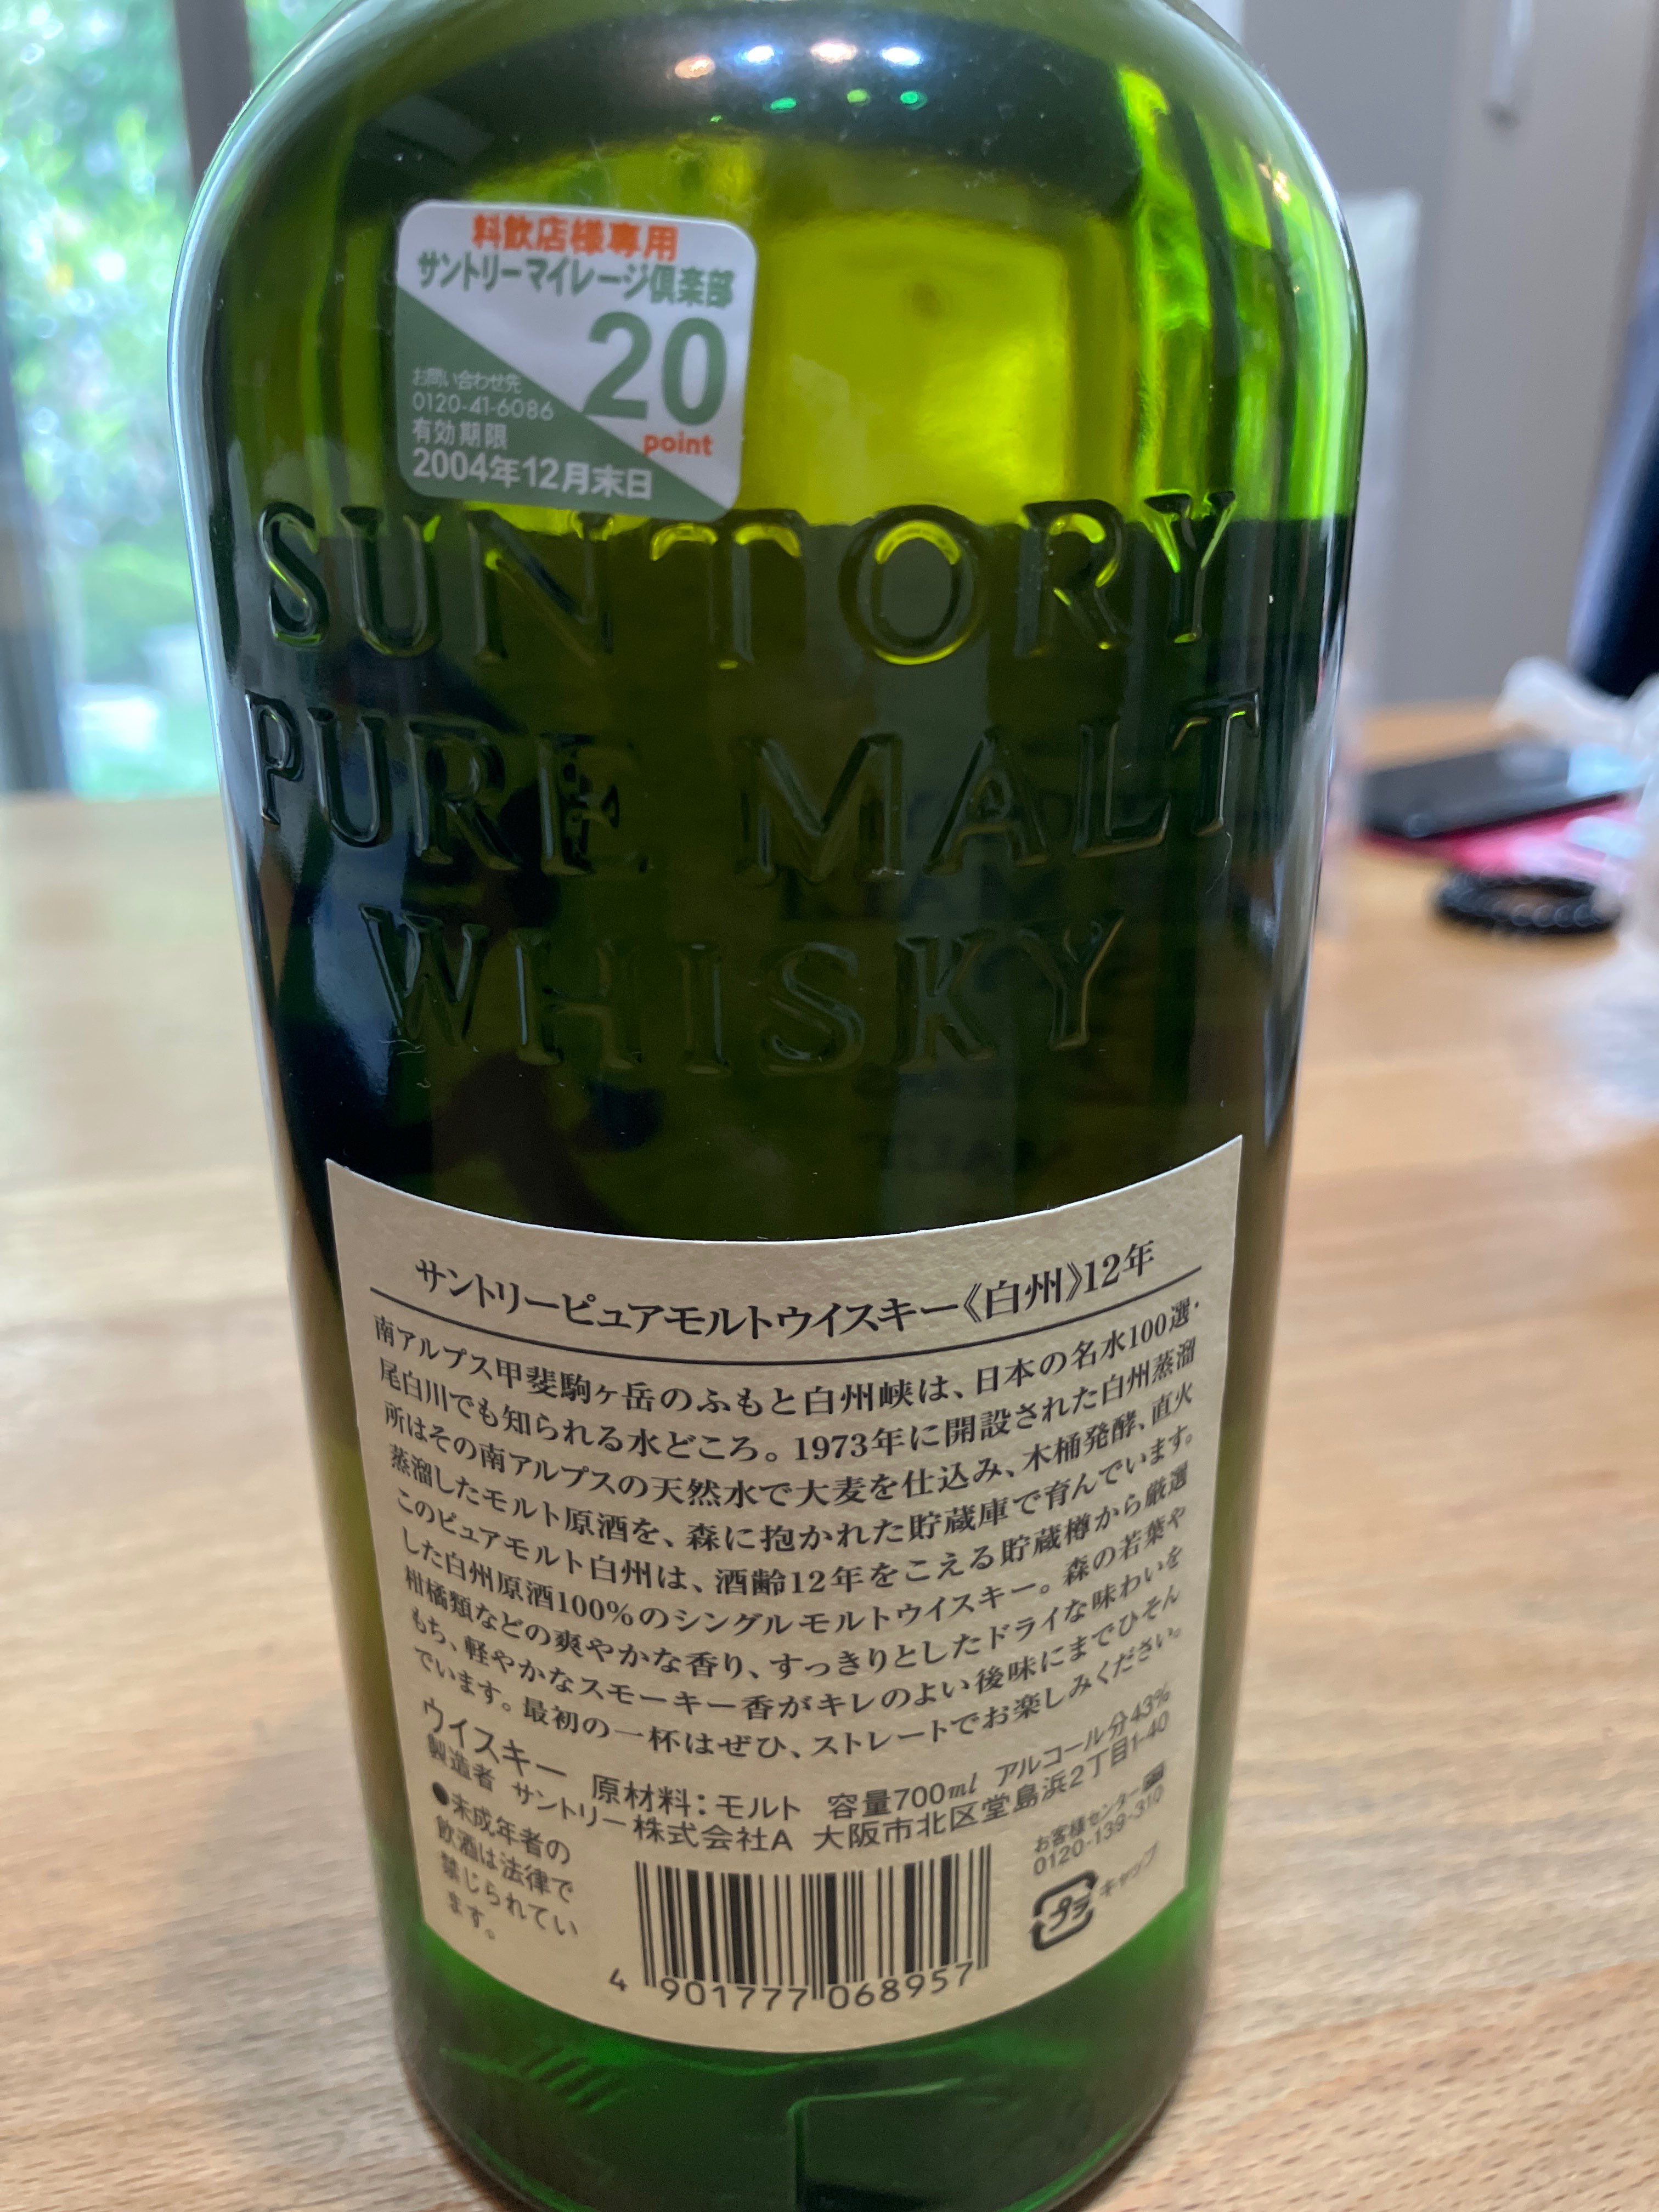 料飲店様専用
サントリーマイレージ倶楽部
20
point
お問い合わせ先
0120-41-6086
有効期限
2004年12月末日
SUNTORY
PURE MALT
WHISKY
サントリーピュアモルトウイスキー《白州》12年
南アルプス甲斐駒ヶ岳のふもと白州峡は、日本の名水100選・
尾白川でも知られる水どころ。1973年に開設された白州蒸溜
所はその南アルプスの天然水で大麦を仕込み、木桶発酵、直火
蒸溜したモルト原酒を、森に抱かれた貯蔵庫で育んでいます。
このピュアモルト白州は、酒齢12年をこえる貯蔵樽から厳選
した白州原酒100%のシングルモルトウイスキー。森の若葉や
柑橘類などの爽やかな香り、すっきりとしたドライな味わいを
もち、軽やかなスモーキー香がキレのよい後味にまでひそん
でいます。最初の一杯はぜひ、ストレートでお楽しみください。
ウイスキー 原材料：モルト 容量700ml アルコール分43%
製造者 サントリー株式会社A 大阪市北区堂島浜2丁目1-40
●未成年者の
飲酒は法律で
禁じられてい
ます。
お客様センター
0120-139-310
プラ キャップ
4 901777 068957